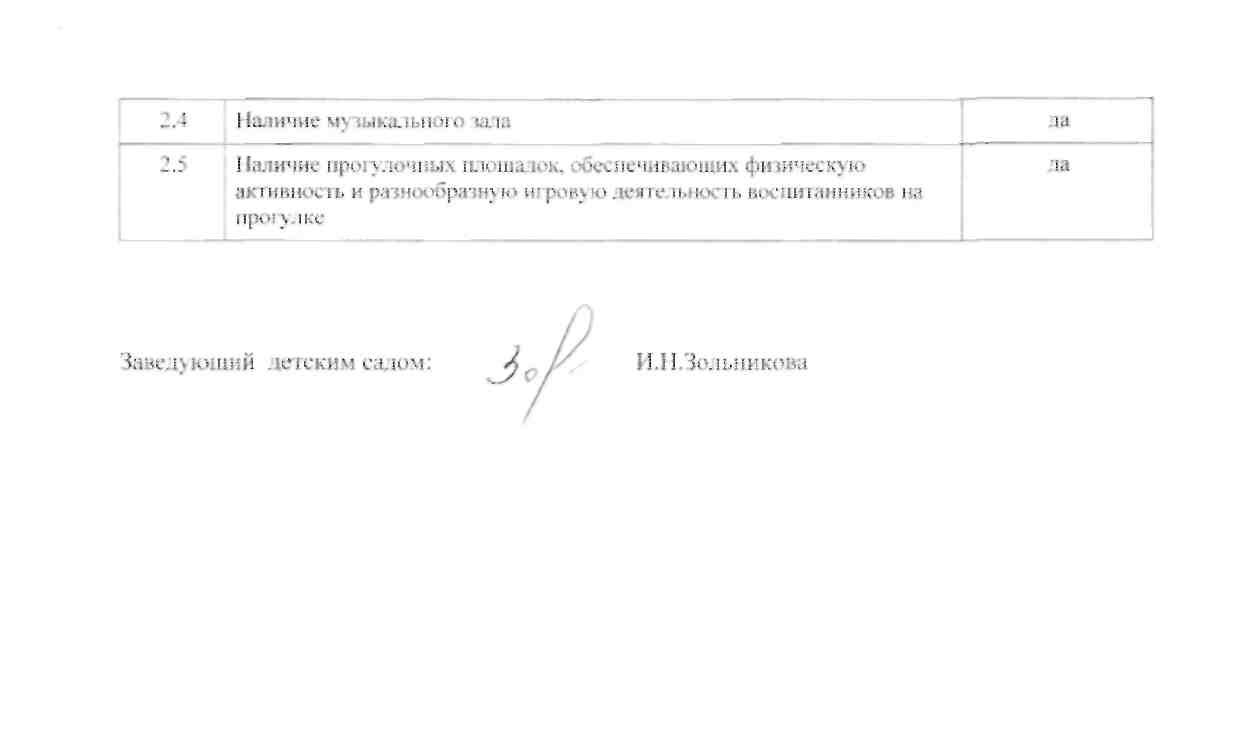 2.4 Наличие музыкального зала да
2.5 Наличие прогулочных площадок, обеспечивающих физическую да
активность и разнообразную игровую деятельность воспитанников на
прогулке
Заведующий детским садом: И.Н.Зольникова